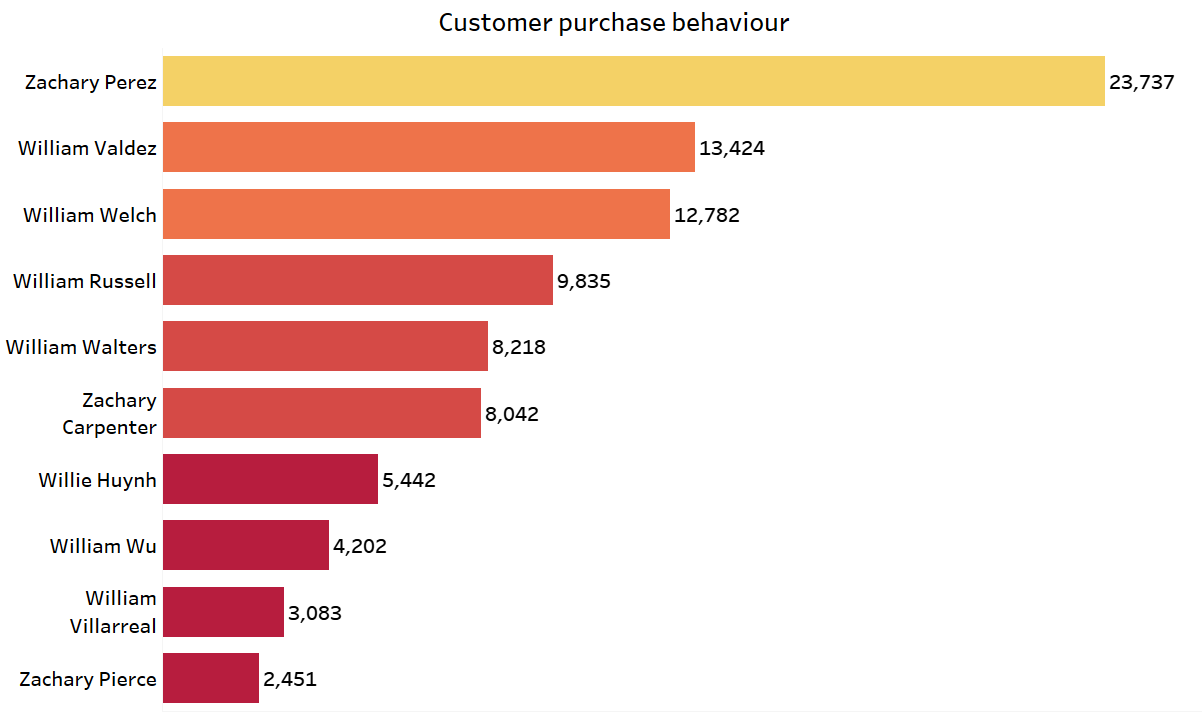 Customer purchase behaviour
Zachary Perez 23,737
William Valdez 13,424
William Welch 12,782
William Russell 9,835
William Walters 8,218
Zachary
Carpenter 8,042
Willie Huynh 5,442
William Wu 4,202
William
Villarreal 3,083
Zachary Pierce 2,451